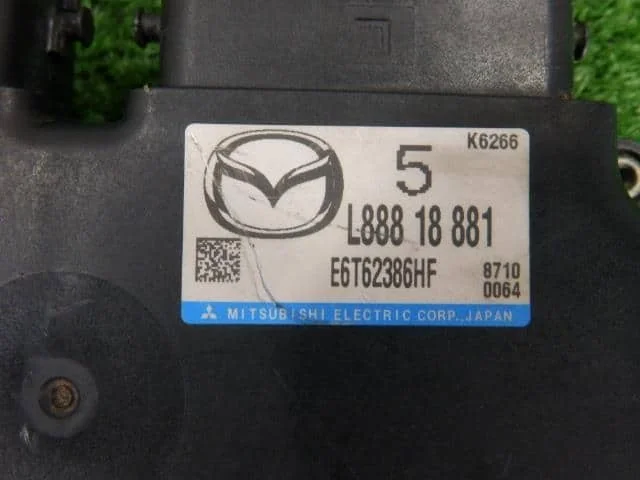 K6266
5
L888 18 881
E6T62386HF
8710
0064
MITSUBISHI ELECTRIC CORP., JAPAN